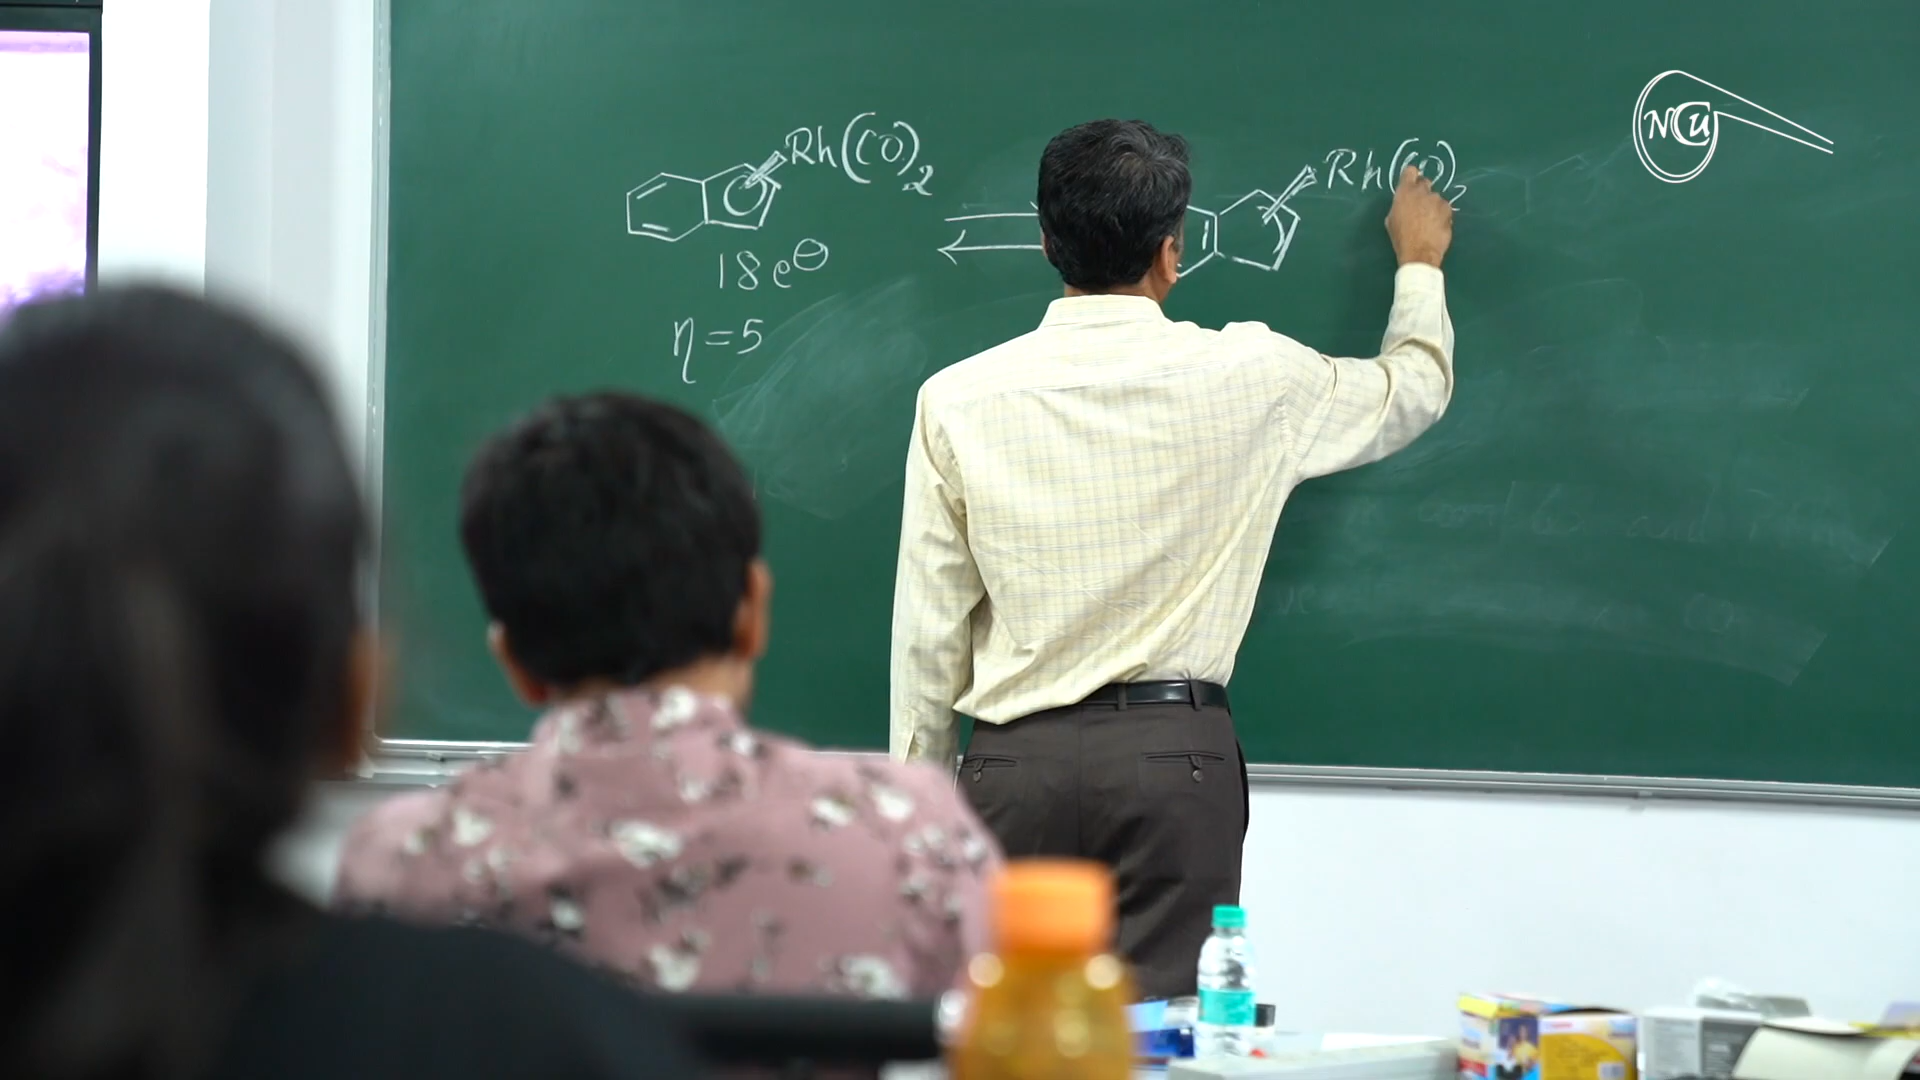 Rh(CO)₂
18e⊖
η=5
Rh(CO)₂
NCU